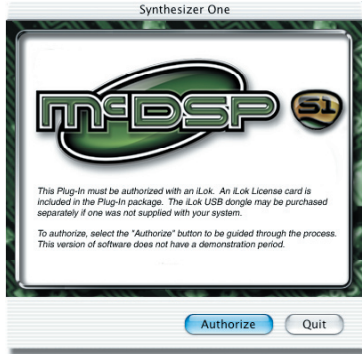 Synthesizer One
McDSP S1
This Plug-In must be authorized with an iLok. An iLok License card is
included in the Plug-In package. The iLok USB dongle may be purchased
separately if one was not supplied with your system.
To authorize, select the "Authorize" button to be guided through the process.
This version of software does not have a demonstration period.
Authorize Quit